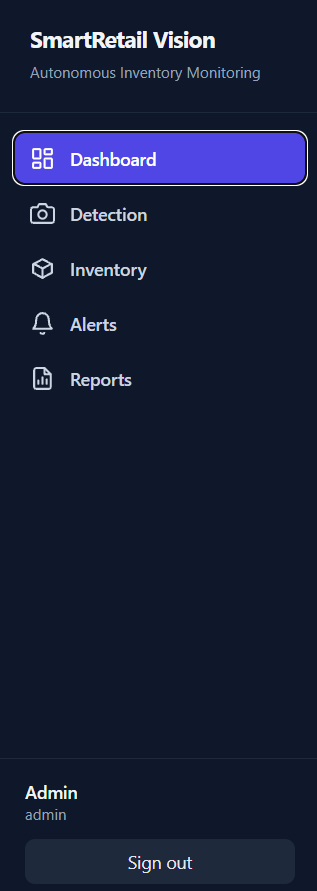 SmartRetail Vision
Autonomous Inventory Monitoring
Dashboard
Detection
Inventory
Alerts
Reports
Admin
admin
Sign out